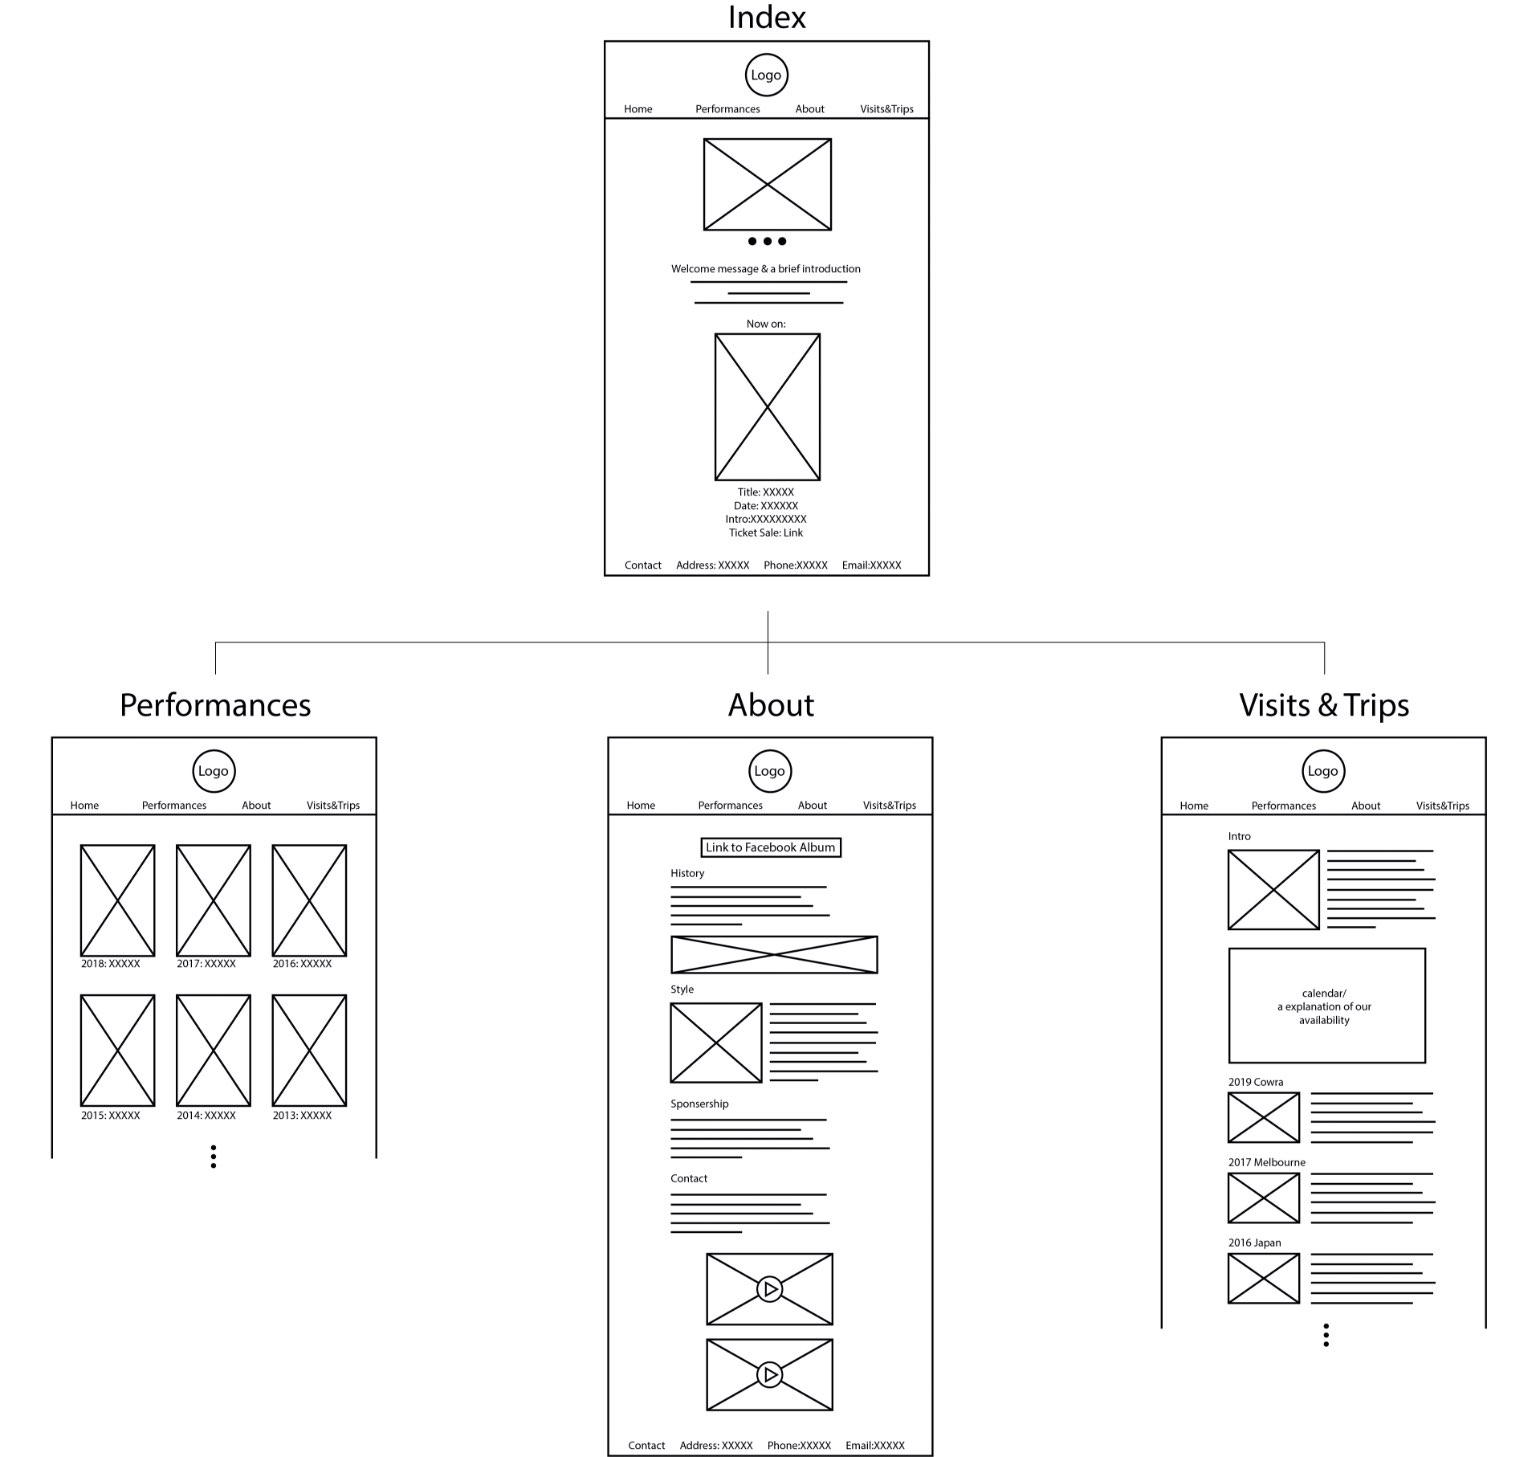 Index
Logo
Home Performances About Visits&Trips
Welcome message & a brief introduction
Now on:
Title: XXXXX
Date: XXXXXX
Intro:XXXXXXXXX
Ticket Sale: Link
Contact Address: XXXXX Phone:XXXXX Email:XXXXX
Performances
Logo
Home Performances About Visits&Trips
2018: XXXXX 2017: XXXXX 2016: XXXXX
2015: XXXXX 2014: XXXXX 2013: XXXXX
About
Logo
Home Performances About Visits&Trips
Link to Facebook Album
History
Style
Sponsership
Contact
Contact Address: XXXXX Phone:XXXXX Email:XXXXX
Visits & Trips
Logo
Home Performances About Visits&Trips
Intro
calendar/
a explanation of our
availability
2019 Cowra
2017 Melbourne
2016 Japan